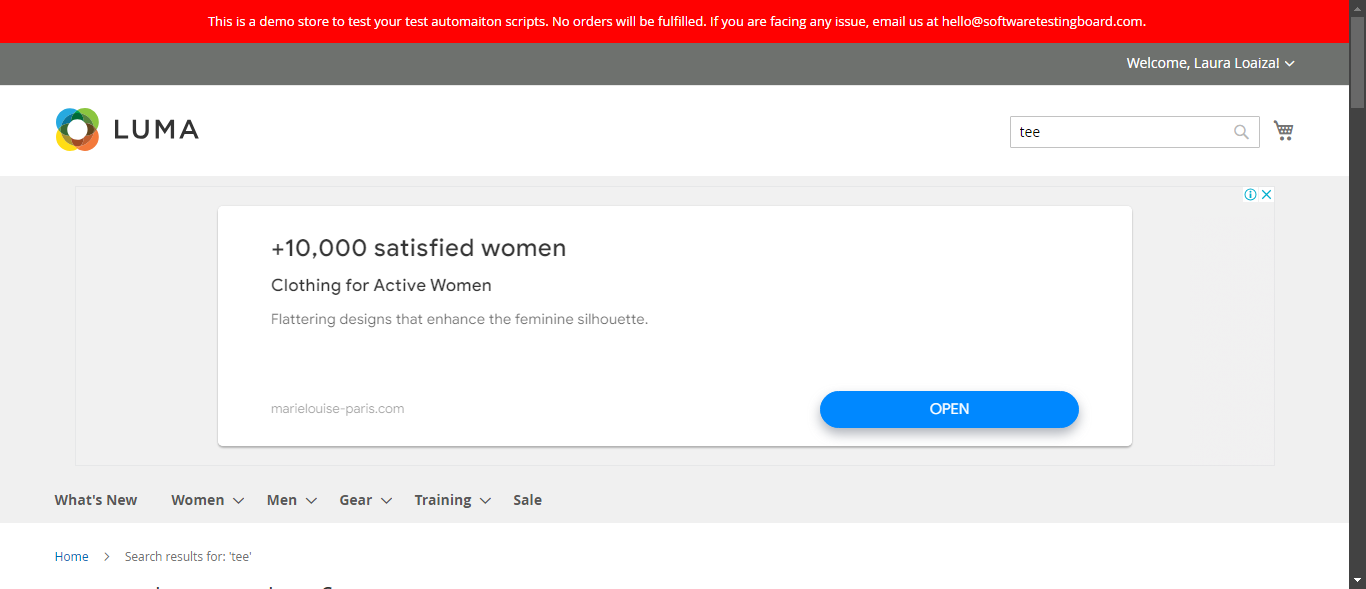 This is a demo store to test your test automaiton scripts. No orders will be fulfilled. If you are facing any issue, email us at hello@softwaretestingboard.com.
Welcome, Laura Loaiza!
LUMA
tee
+10,000 satisfied women
Clothing for Active Women
Flattering designs that enhance the feminine silhouette.
marielouise-paris.com
OPEN
What's New Women Men Gear Training Sale
Home > Search results for: 'tee'